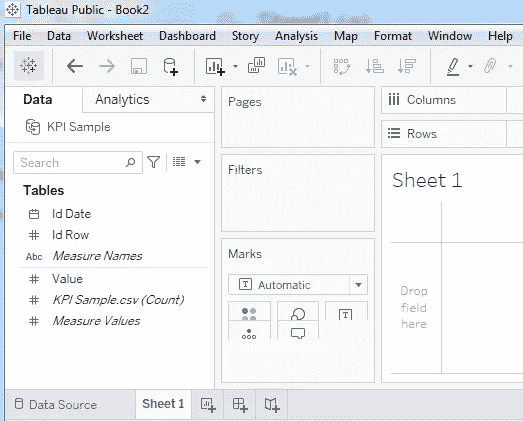 Tableau Public - Book2
File Data Worksheet Dashboard Story Analysis Map Format Window Help
Data Analytics
KPI Sample
Search
Tables
Id Date
Id Row
Abc Measure Names
Value
KPI Sample.csv (Count)
Measure Values
Pages
Filters
Marks
T Automatic
T
Columns
Rows
Sheet 1
Drop
field
here
Data Source Sheet 1